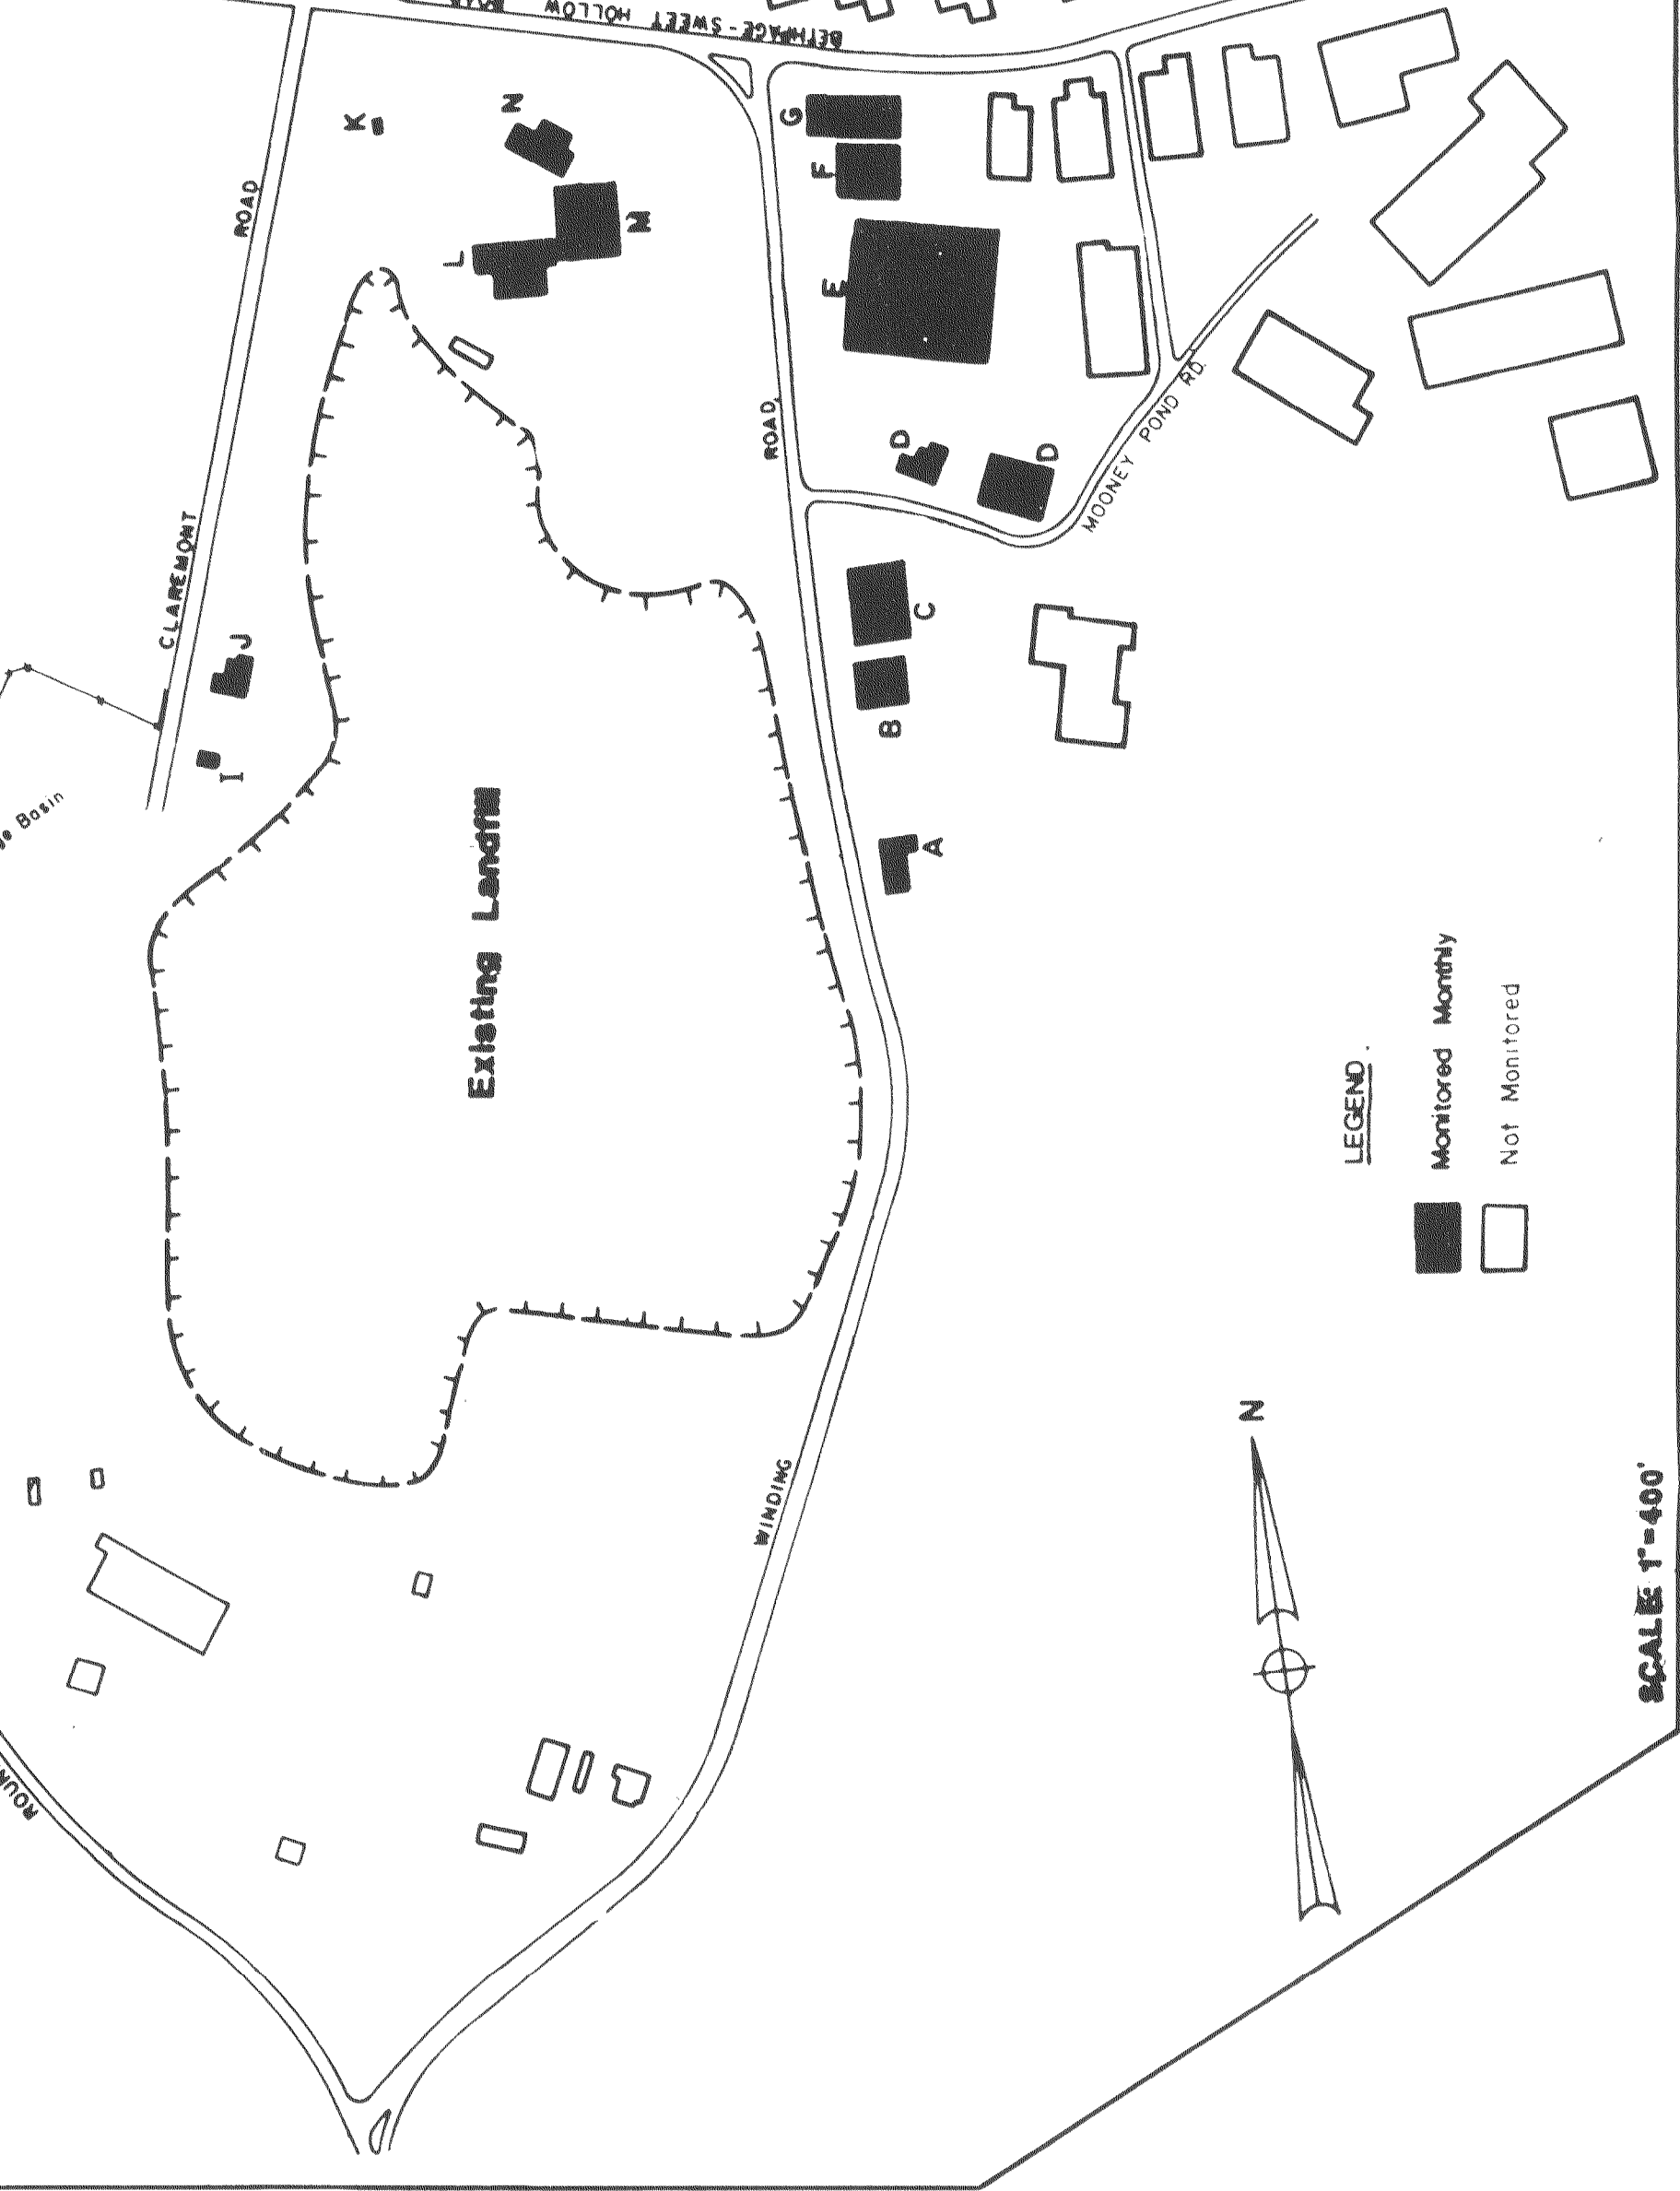 BETHPAGE-SWEET HOLLOW
K
N
G
F
ROAD
M
L
E
ROAD
D
D
MOONEY POND RD.
CLAREMONT
J
C
I
B
Basin
A
Existing Landfill
LEGEND
Monitored Monthly
Not Monitored
N
WINDING
SCALE: 1"=400'